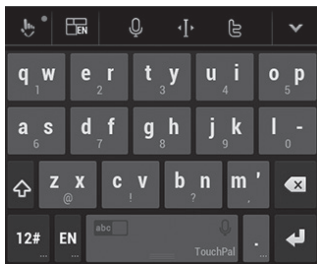 EN
q w e r t y u i o p
1 2 3 4 5
a s d f g h j k l -
6 7 8 9 0
z x c v b n m '
@ ! ? ,
12# EN abc .
... ... TouchPal ...